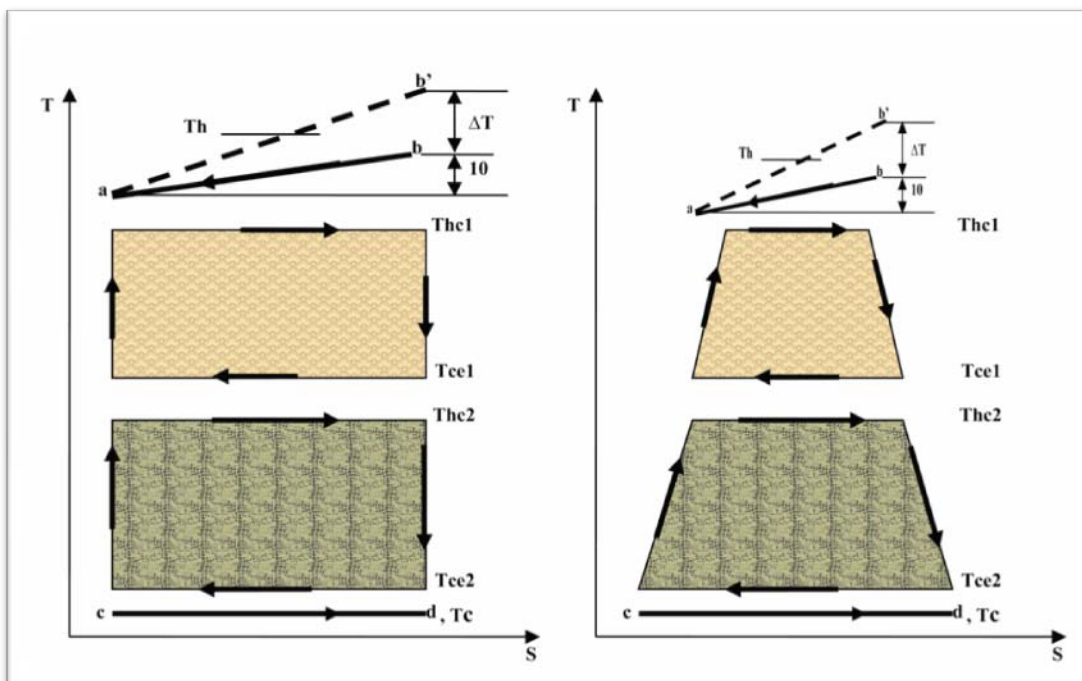 T
b'
Th
ΔT
b
10
a
Thc1
Tce1
Thc2
Tce2
c
d , Tc
S
T
b'
Th
ΔT
b
10
a
Thc1
Tce1
Thc2
Tce2
c
d , Tc
S